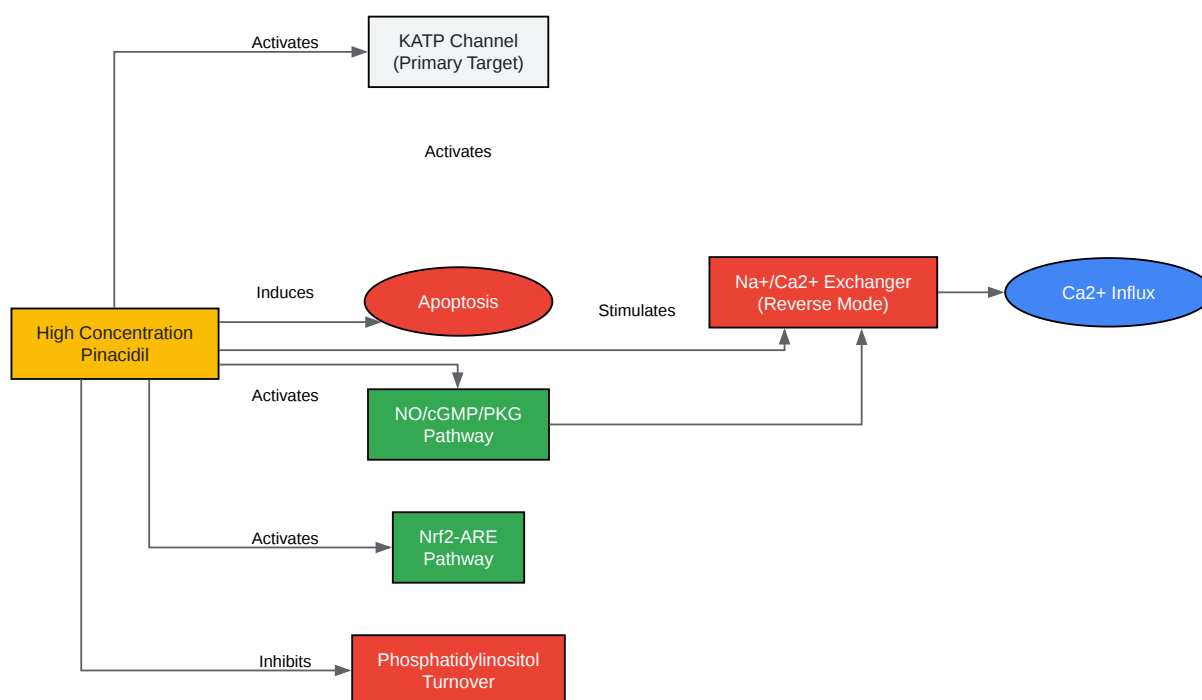 Activates
KATP Channel
(Primary Target)
Activates
Induces
Apoptosis
Stimulates
Na+/Ca2+ Exchanger
(Reverse Mode)
Ca2+ Influx
High Concentration
Pinacidil
Activates
NO/cGMP/PKG
Pathway
Activates
Nrf2-ARE
Pathway
Inhibits
Phosphatidylinositol
Turnover